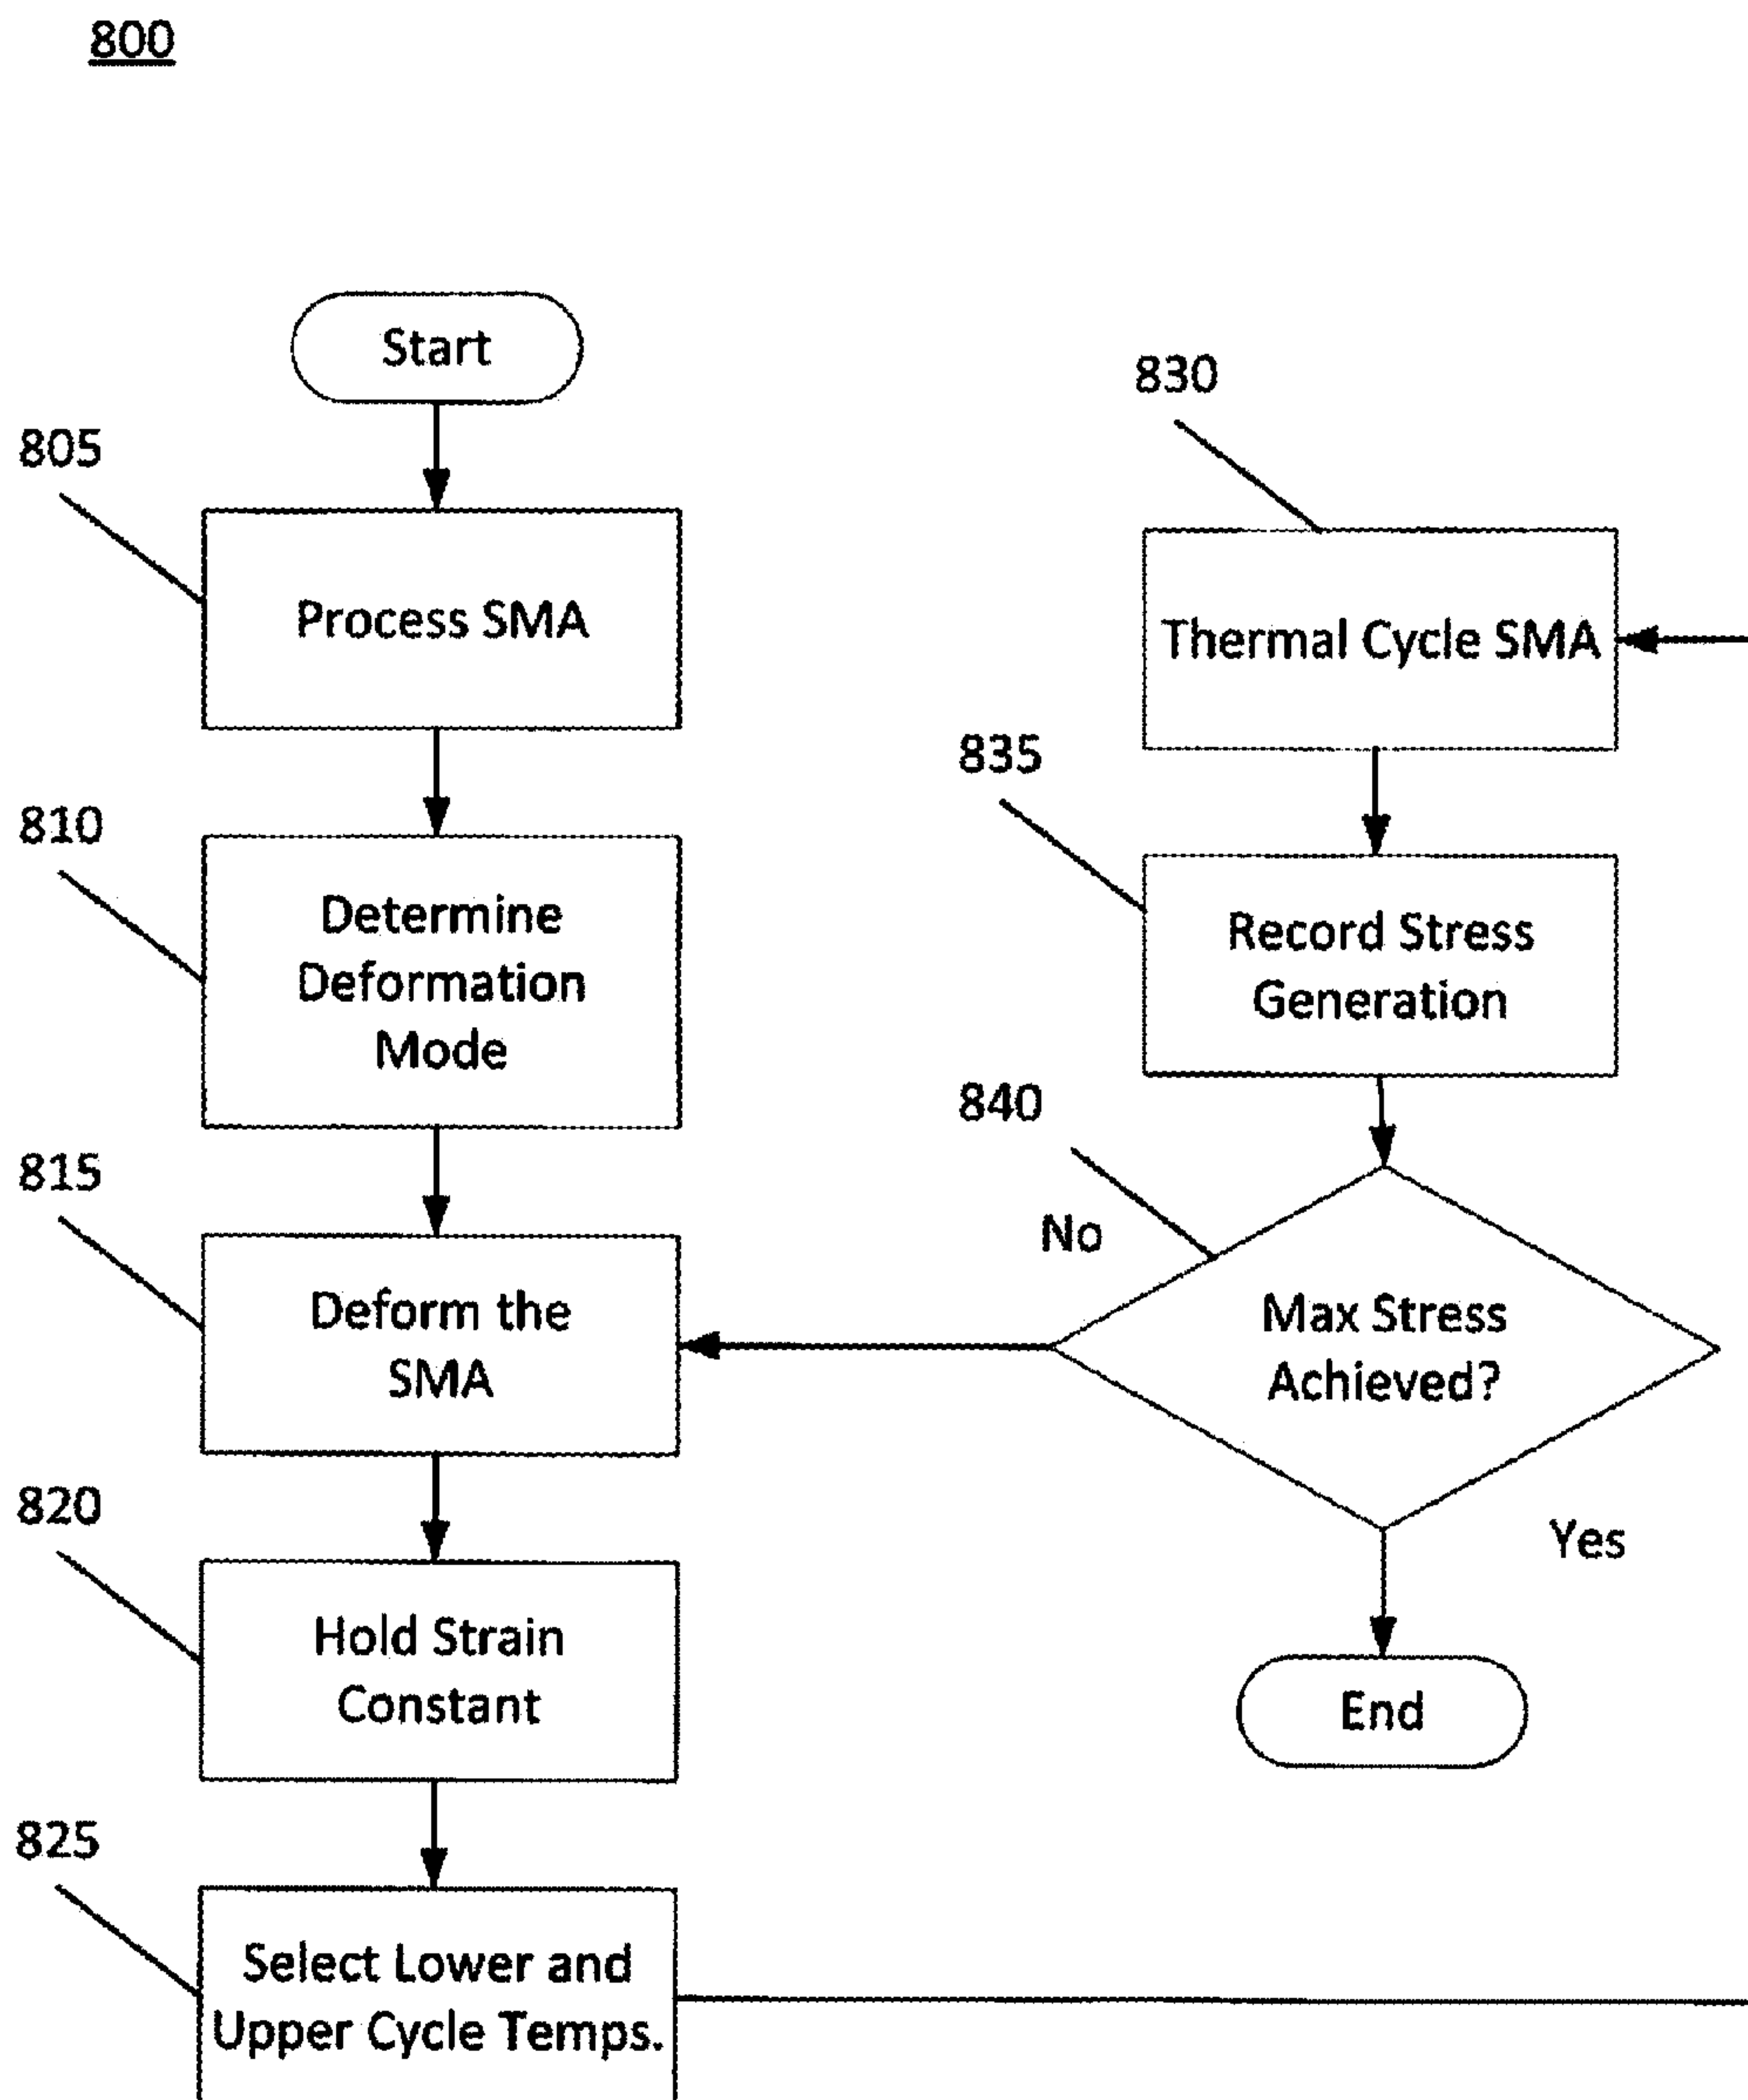 800
Start
805
Process SMA
810
Determine
Deformation
Mode
815
Deform the
SMA
820
Hold Strain
Constant
825
Select Lower and
Upper Cycle Temps.
830
Thermal Cycle SMA
835
Record Stress
Generation
840
No
Max Stress
Achieved?
Yes
End